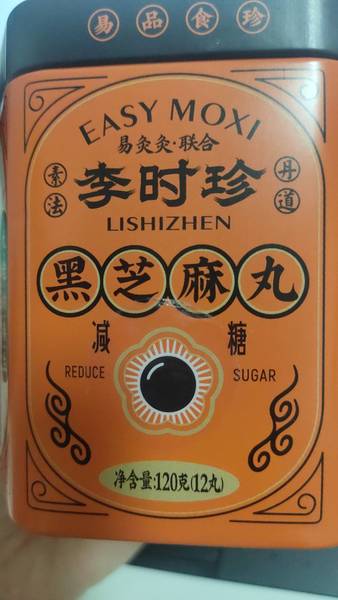 易品食珍
EASY MOXI
易灸灸·联合
素法
李时珍
丹道
LISHIZHEN
黑芝麻丸
减糖
REDUCE SUGAR
净含量:120克(12丸)